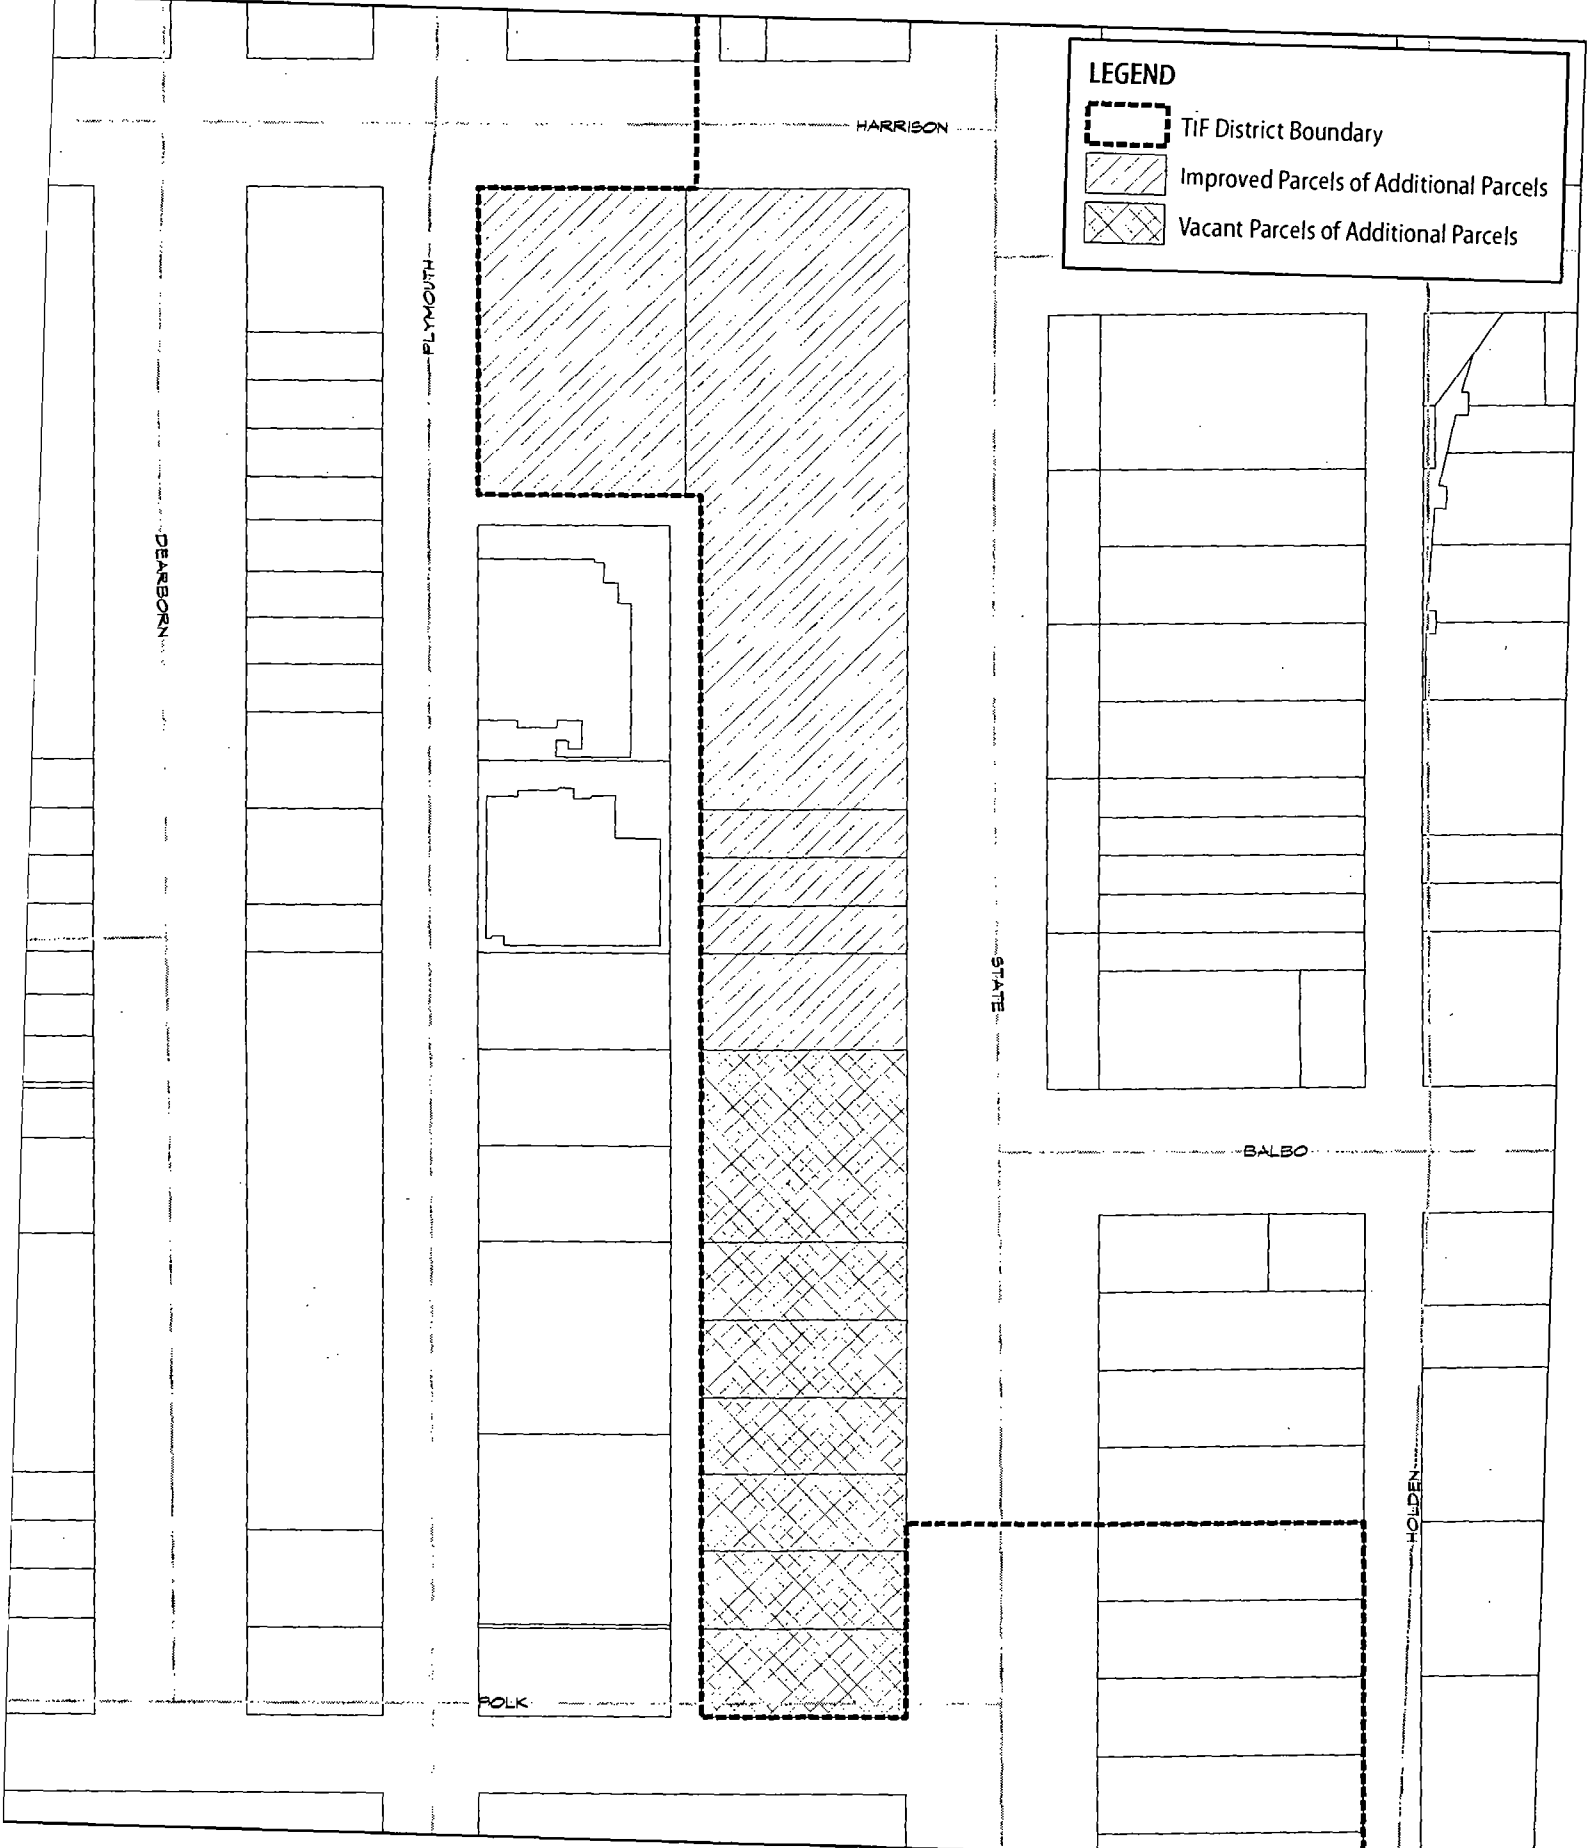 LEGEND
TIF District Boundary
Improved Parcels of Additional Parcels
Vacant Parcels of Additional Parcels
HARRISON
PLYMOUTH
DEARBORN
STATE
BALBO
HOLDEN
POLK